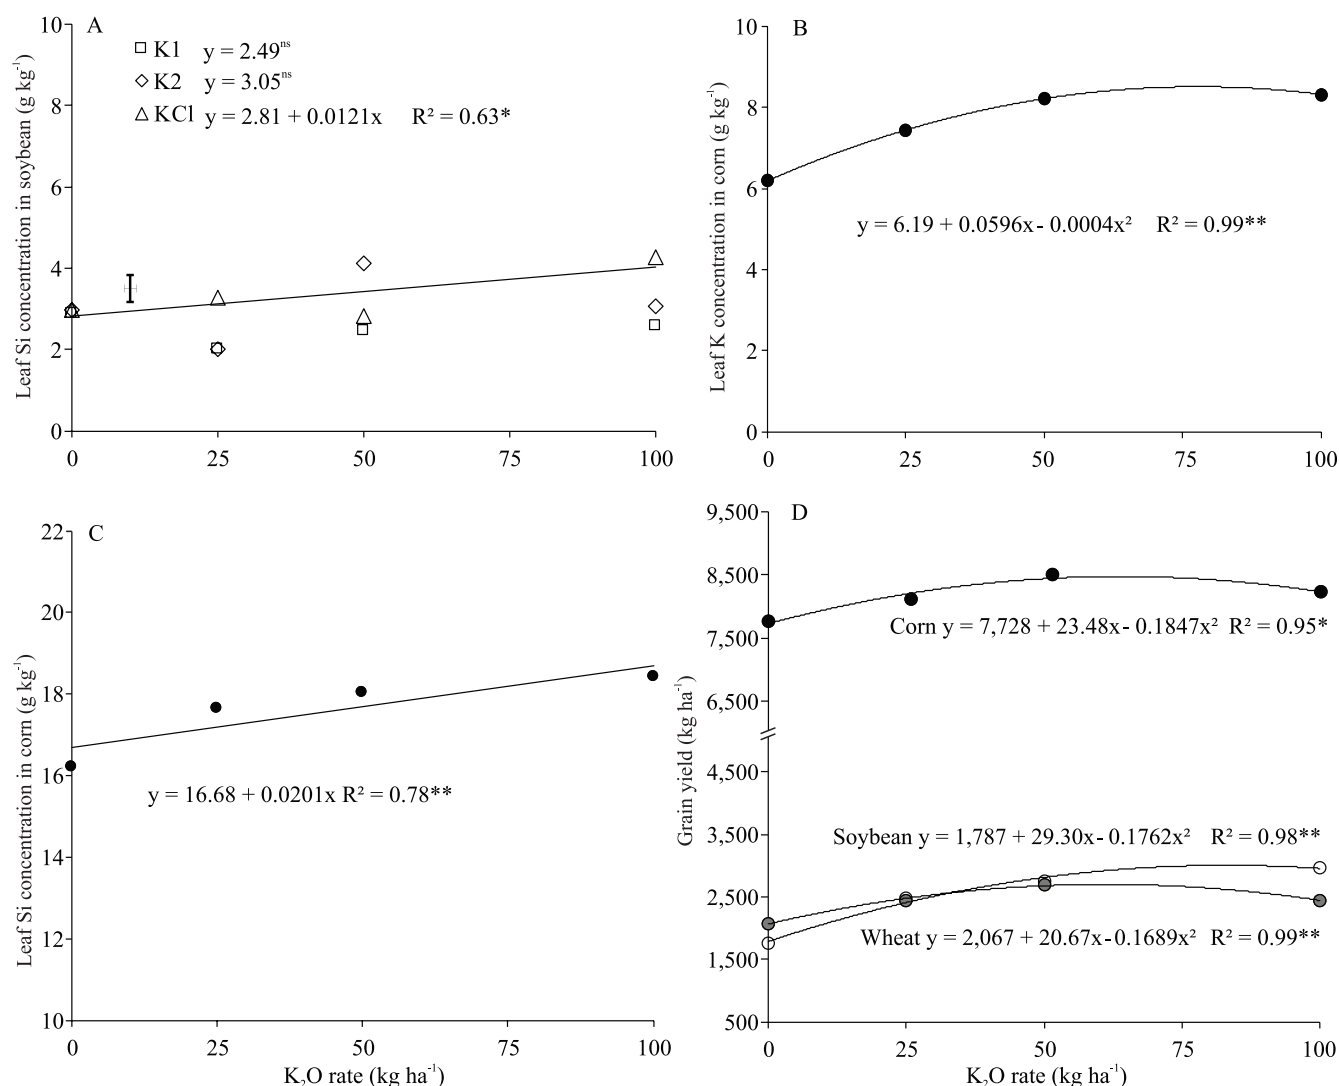 A
K1 y = 2.49ⁿˢ
K2 y = 3.05ⁿˢ
KCl y = 2.81 + 0.0121x R² = 0.63*
Leaf Si concentration in soybean (g kg⁻¹)
10
8
6
4
2
0
0 25 50 75 100
B
y = 6.19 + 0.0596x - 0.0004x² R² = 0.99**
Leaf K concentration in corn (g kg⁻¹)
10
8
6
4
2
0
0 25 50 75 100
C
y = 16.68 + 0.0201x R² = 0.78**
Leaf Si concentration in corn (g kg⁻¹)
22
20
18
16
14
12
10
0 25 50 75 100
K₂O rate (kg ha⁻¹)
D
Corn y = 7,728 + 23.48x - 0.1847x² R² = 0.95*
Soybean y = 1,787 + 29.30x - 0.1762x² R² = 0.98**
Wheat y = 2,067 + 20.67x - 0.1689x² R² = 0.99**
Grain yield (kg ha⁻¹)
9,500
8,500
7,500
6,500
4,500
3,500
2,500
1,500
500
0 25 50 75 100
K₂O rate (kg ha⁻¹)